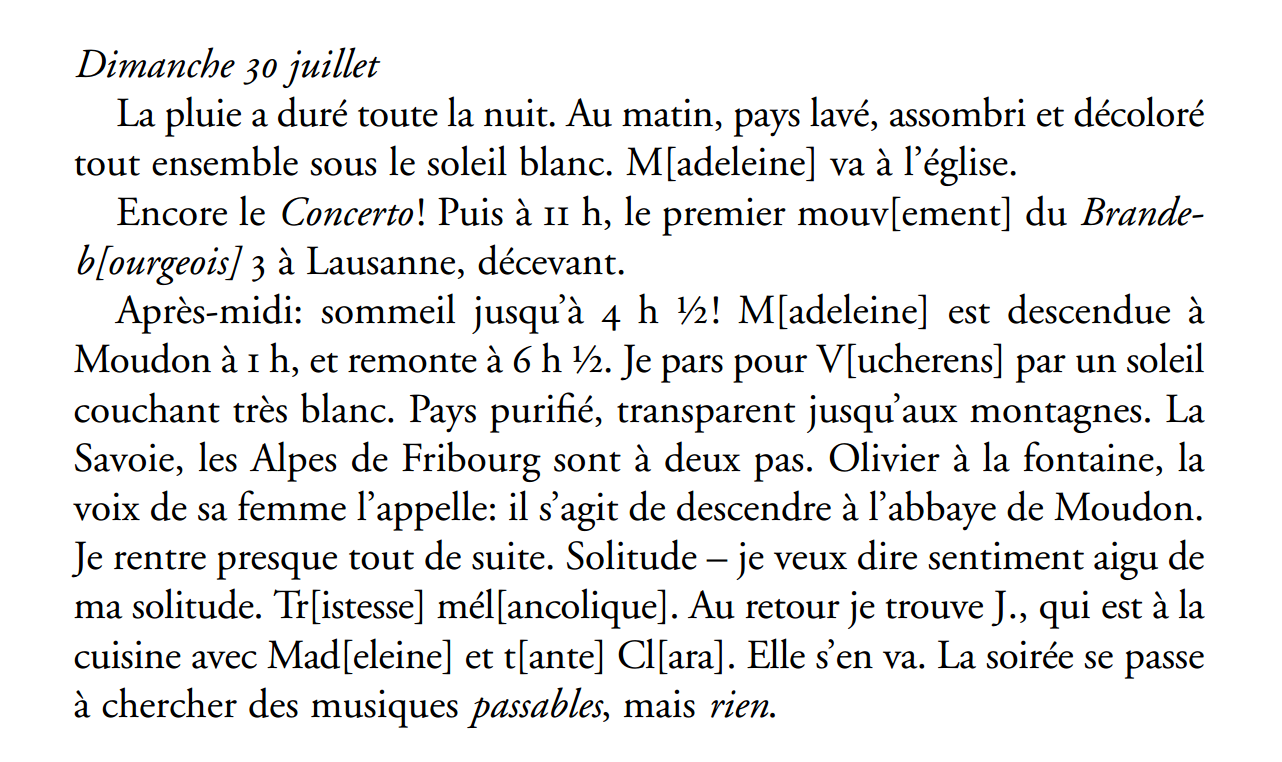 Dimanche 30 juillet
La pluie a duré toute la nuit. Au matin, pays lavé, assombri et décoloré
tout ensemble sous le soleil blanc. M[adeleine] va à l’église.
Encore le Concerto! Puis à 11 h, le premier mouv[ement] du Brande-
b[ourgeois] 3 à Lausanne, décevant.
Après-midi: sommeil jusqu’à 4 h ½! M[adeleine] est descendue à
Moudon à 1 h, et remonte à 6 h ½. Je pars pour V[ucherens] par un soleil
couchant très blanc. Pays purifié, transparent jusqu’aux montagnes. La
Savoie, les Alpes de Fribourg sont à deux pas. Olivier à la fontaine, la
voix de sa femme l’appelle: il s’agit de descendre à l’abbaye de Moudon.
Je rentre presque tout de suite. Solitude – je veux dire sentiment aigu de
ma solitude. Tr[istesse] mél[ancolique]. Au retour je trouve J., qui est à la
cuisine avec Mad[eleine] et t[ante] Cl[ara]. Elle s’en va. La soirée se passe
à chercher des musiques passables, mais rien.